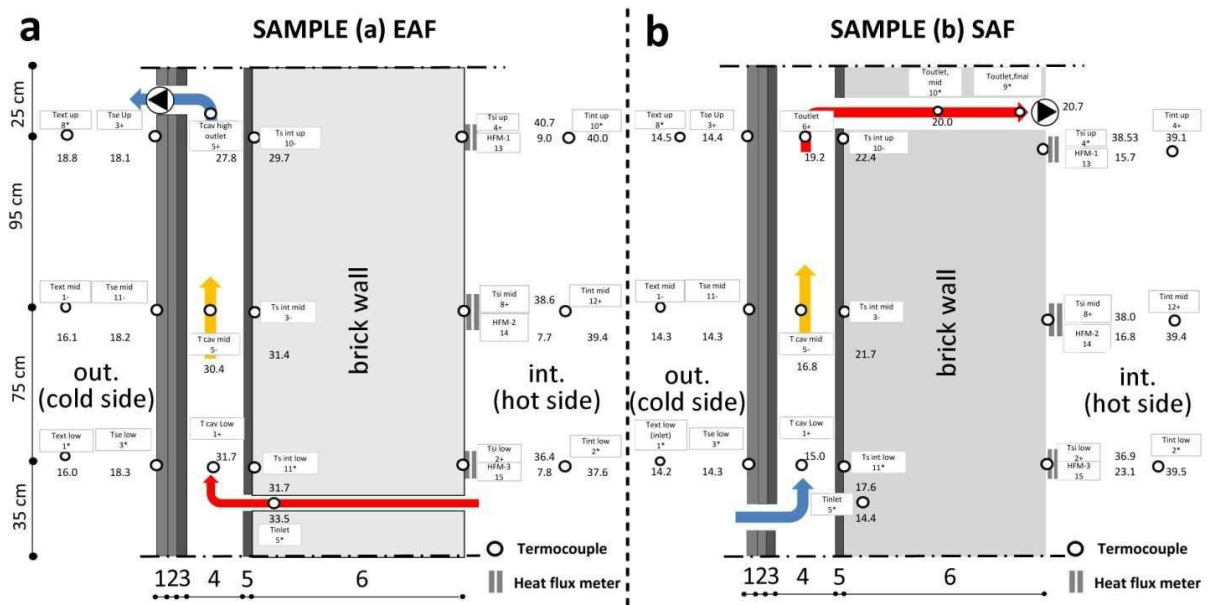 a
SAMPLE (a) EAF
25 cm
95 cm
75 cm
35 cm
Text up
8*
18.8
Tse Up
3+
18.1
Tcav high
outlet
5+
27.8
Ts int up
10-
29.7
Tsi up
4+
HFM-1
13
40.7
9.0
Tint up
10*
40.0
Text mid
1-
16.1
Tse mid
11-
18.2
T cav mid
5-
30.4
Ts int mid
3-
31.4
brick wall
Tsi mid
8+
HFM-2
14
38.6
7.7
Tint mid
12+
39.4
out.
(cold side)
int.
(hot side)
Text low
1*
16.0
Tse low
3*
18.3
T cav Low
1+
31.7
Ts int low
11*
31.7
33.5
Tinlet
5*
Tsi low
2+
HFM-3
15
36.4
7.8
Tint low
2*
37.6
Termocouple
Heat flux meter
1 2 3 4 5 6
b
SAMPLE (b) SAF
Text up
8*
14.5
Tse Up
3+
14.4
Toutlet
6+
19.2
Toutlet,
mid
10*
20.0
Toutlet,final
9*
20.7
Ts int up
10-
22.4
Tsi up
4*
HFM-1
13
38.53
15.7
Tint up
4+
39.1
Text mid
1-
14.3
Tse mid
11-
14.3
T cav mid
5-
16.8
Ts int mid
3-
21.7
brick wall
Tsi mid
8+
HFM-2
14
38.0
16.8
Tint mid
12+
39.4
out.
(cold side)
int.
(hot side)
Text low
(inlet)
1*
14.2
Tse low
3*
14.3
T cav Low
1+
15.0
Ts int low
11*
17.6
Tinlet
5*
14.4
Tsi low
2+
HFM-3
15
36.9
23.1
Tint low
2*
39.5
Termocouple
Heat flux meter
1 2 3 4 5 6